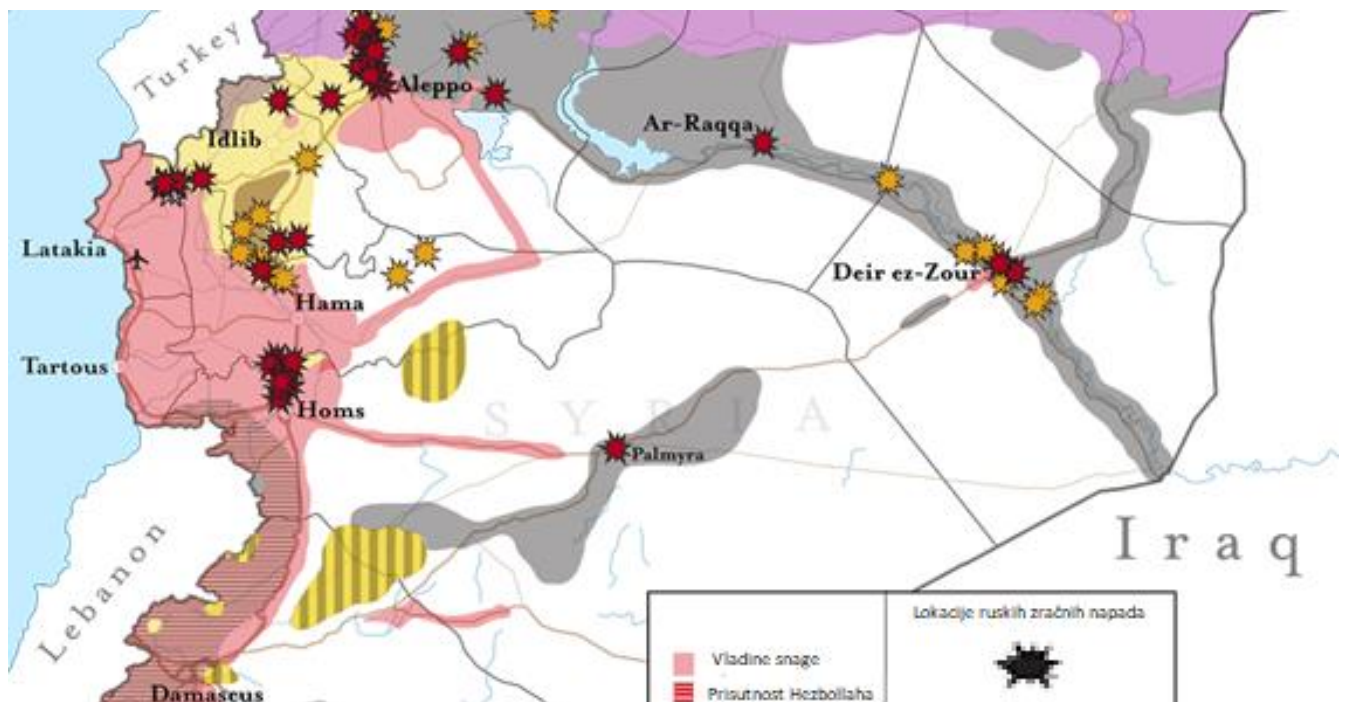 Turkey
Aleppo
Idlib
Ar-Raqqa
Latakia
Deir ez-Zour
Hama
Tartous
Homs
SYRIA
Palmyra
Iraq
Lebanon
Damascus
Lokacije ruskih zračnih napada
Vladine snage
Prisutnost Hezbollaha